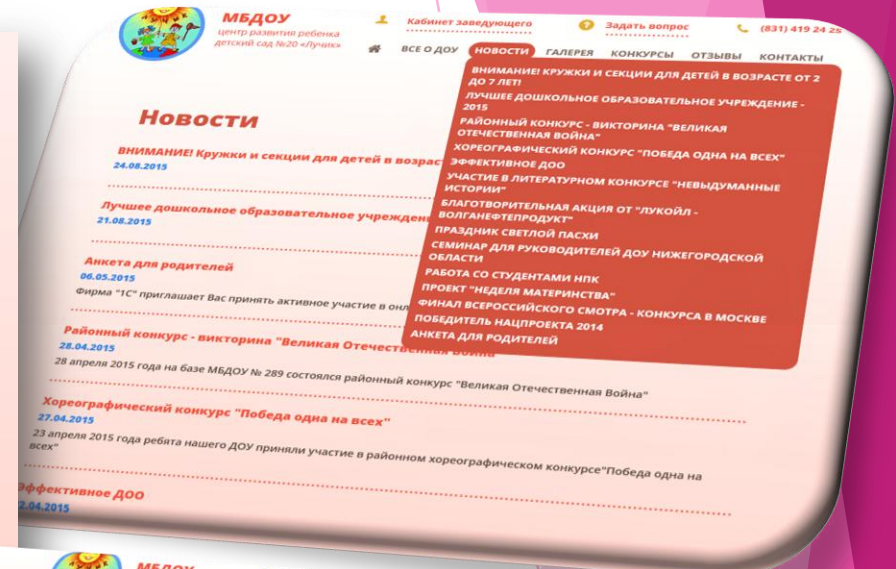 МБДОУ
центр развития ребенка
детский сад №20 «Лучик»
Кабинет заведующего
Задать вопрос
(831) 419 24 25
ВСЕ О ДОУ НОВОСТИ ГАЛЕРЕЯ КОНКУРСЫ ОТЗЫВЫ КОНТАКТЫ
ВНИМАНИЕ! КРУЖКИ И СЕКЦИИ ДЛЯ ДЕТЕЙ В ВОЗРАСТЕ ОТ 2
ДО 7 ЛЕТ!
ЛУЧШЕЕ ДОШКОЛЬНОЕ ОБРАЗОВАТЕЛЬНОЕ УЧРЕЖДЕНИЕ -
2015
РАЙОННЫЙ КОНКУРС - ВИКТОРИНА "ВЕЛИКАЯ
ОТЕЧЕСТВЕННАЯ ВОЙНА"
ХОРЕОГРАФИЧЕСКИЙ КОНКУРС "ПОБЕДА ОДНА НА ВСЕХ"
ЭФФЕКТИВНОЕ ДОО
УЧАСТИЕ В ЛИТЕРАТУРНОМ КОНКУРСЕ "НЕВЫДУМАННЫЕ
ИСТОРИИ"
БЛАГОТВОРИТЕЛЬНАЯ АКЦИЯ ОТ "ЛУКОЙЛ -
ВОЛГАНЕФТЕПРОДУКТ"
ПРАЗДНИК СВЕТЛОЙ ПАСХИ
СЕМИНАР ДЛЯ РУКОВОДИТЕЛЕЙ ДОУ НИЖЕГОРОДСКОЙ
ОБЛАСТИ
РАБОТА СО СТУДЕНТАМИ НПК
ПРОЕКТ "НЕДЕЛЯ МАТЕРИНСТВА"
ФИНАЛ ВСЕРОССИЙСКОГО СМОТРА - КОНКУРСА В МОСКВЕ
ПОБЕДИТЕЛЬ НАЦПРОЕКТА 2014
АНКЕТА ДЛЯ РОДИТЕЛЕЙ
Новости
ВНИМАНИЕ! Кружки и секции для детей в возраст
24.08.2015
Лучшее дошкольное образовательное учреждени
21.08.2015
Анкета для родителей
06.05.2015
Фирма "1С" приглашает Вас принять активное участие в онл
Районный конкурс - викторина "Великая Отечественная Война"
28.04.2015
28 апреля 2015 года на базе МБДОУ № 289 состоялся районный конкурс "Великая Отечественная Война"
Хореографический конкурс "Победа одна на всех"
27.04.2015
23 апреля 2015 года ребята нашего ДОУ приняли участие в районном хореографическом конкурсе"Победа одна на
всех"
Эффективное ДОО
22.04.2015
МБДОУ